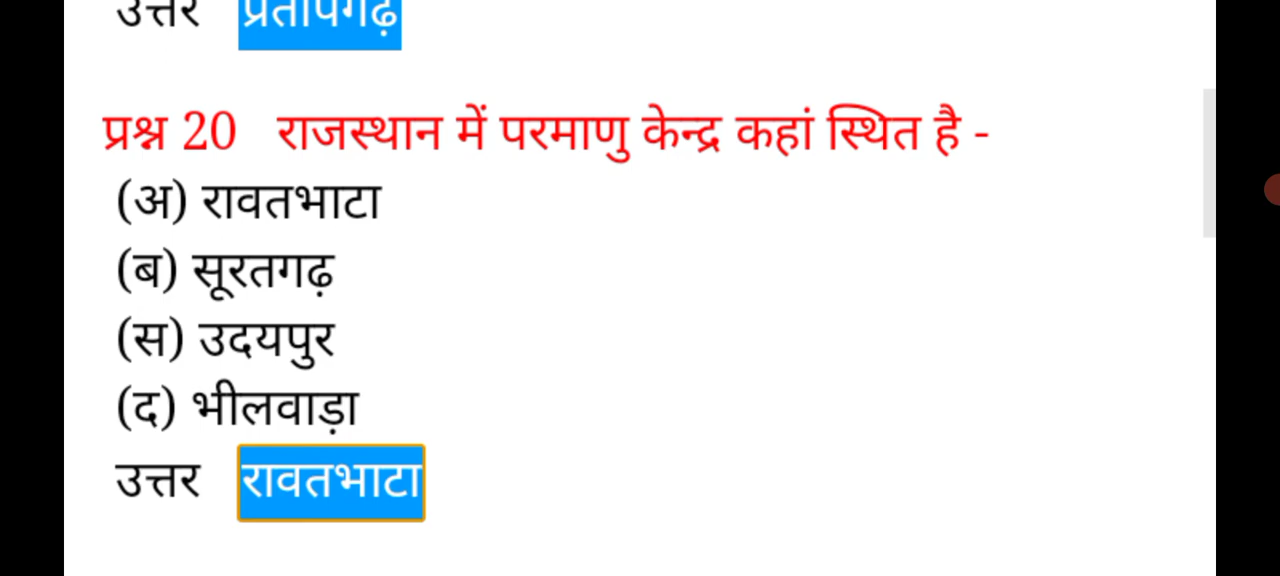 उत्तर प्रतापगढ़
प्रश्न 20 राजस्थान में परमाणु केन्द्र कहां स्थित है -
(अ) रावतभाटा
(ब) सूरतगढ़
(स) उदयपुर
(द) भीलवाड़ा
उत्तर रावतभाटा